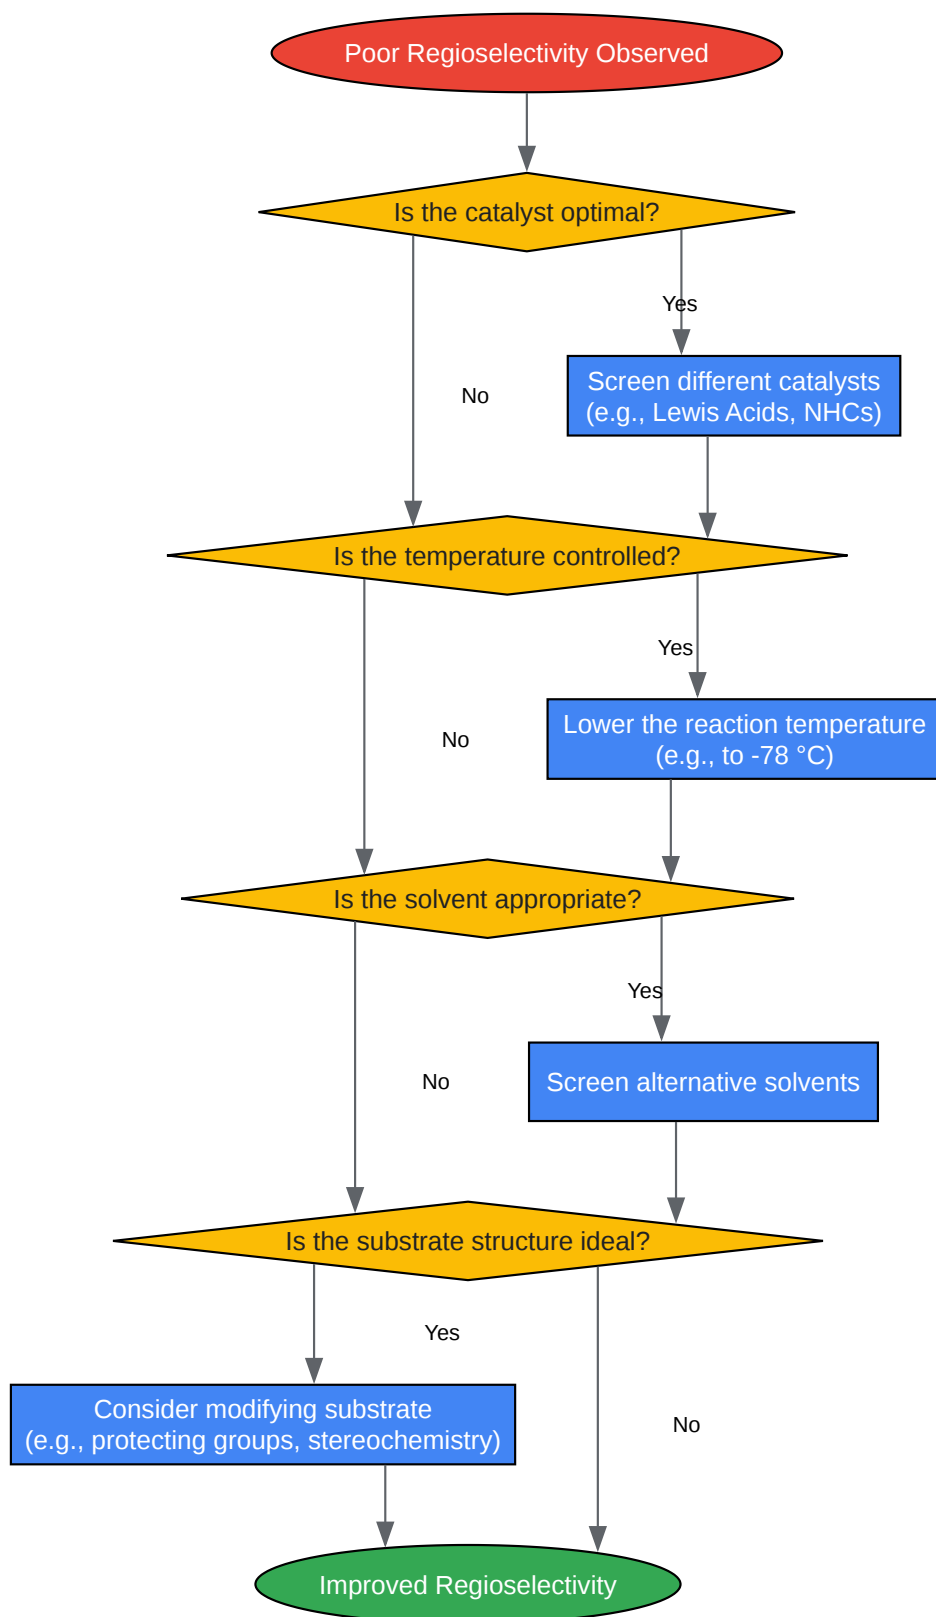 Poor Regioselectivity Observed
Is the catalyst optimal?
Yes
Screen different catalysts
(e.g., Lewis Acids, NHCs)
No
Is the temperature controlled?
Yes
Lower the reaction temperature
(e.g., to -78 °C)
No
Is the solvent appropriate?
Yes
Screen alternative solvents
No
Is the substrate structure ideal?
Yes
Consider modifying substrate
(e.g., protecting groups, stereochemistry)
No
Improved Regioselectivity